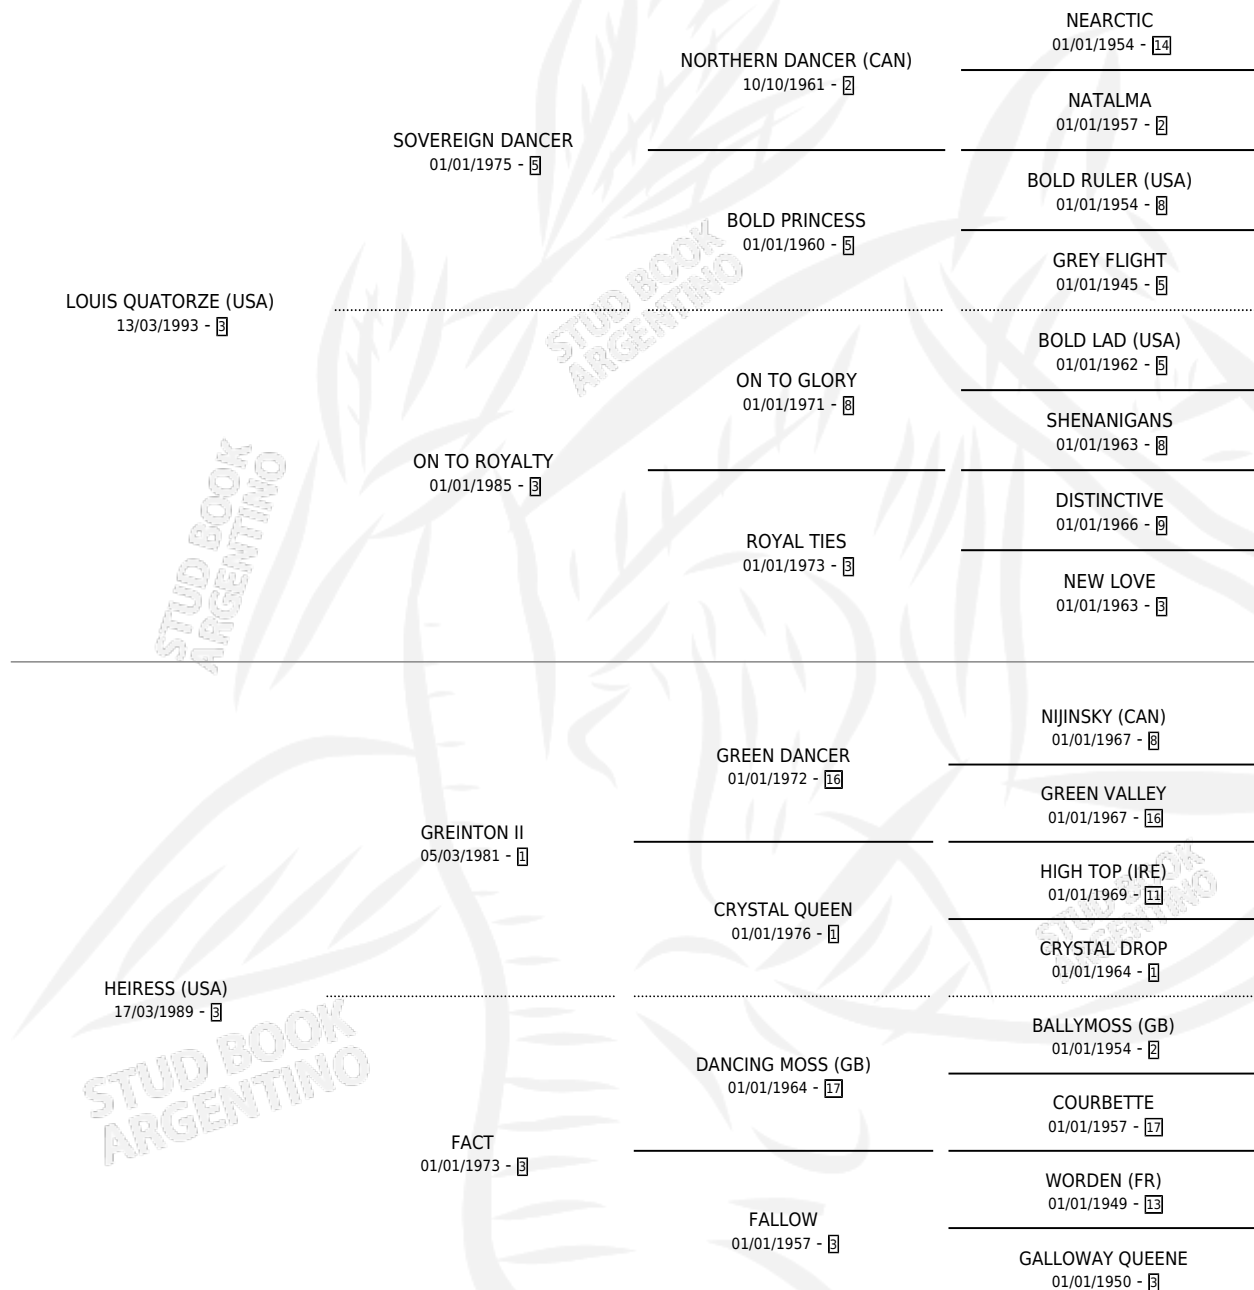 NEARCTIC
01/01/1954 - 14
NORTHERN DANCER (CAN)
10/10/1961 - 2
NATALMA
01/01/1957 - 2
SOVEREIGN DANCER
01/01/1975 - 5
BOLD RULER (USA)
01/01/1954 - 8
BOLD PRINCESS
01/01/1960 - 5
GREY FLIGHT
01/01/1945 - 5
LOUIS QUATORZE (USA)
13/03/1993 - 3
BOLD LAD (USA)
01/01/1962 - 5
ON TO GLORY
01/01/1971 - 8
SHENANIGANS
01/01/1963 - 8
ON TO ROYALTY
01/01/1985 - 3
DISTINCTIVE
01/01/1966 - 9
ROYAL TIES
01/01/1973 - 3
NEW LOVE
01/01/1963 - 3
NIJINSKY (CAN)
01/01/1967 - 8
GREEN DANCER
01/01/1972 - 16
GREEN VALLEY
01/01/1967 - 16
GREINTON II
05/03/1981 - 1
HIGH TOP (IRE)
01/01/1969 - 11
CRYSTAL QUEEN
01/01/1976 - 1
CRYSTAL DROP
01/01/1964 - 1
HEIRESS (USA)
17/03/1989 - 3
BALLYMOSS (GB)
01/01/1954 - 2
DANCING MOSS (GB)
01/01/1964 - 17
COURBETTE
01/01/1957 - 17
FACT
01/01/1973 - 3
WORDEN (FR)
01/01/1949 - 13
FALLOW
01/01/1957 - 3
GALLOWAY QUEENE
01/01/1950 - 3
STUD BOOK
ARGENTINO
STUD BOOK
ARGENTINO
STUD BOOK
ARGENTINO
STUD BOOK
ARGENTINO